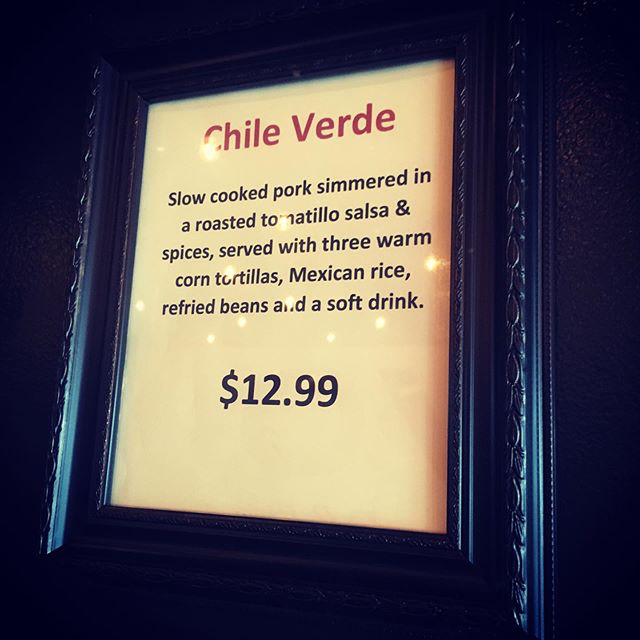 Chile Verde
Slow cooked pork simmered in
a roasted tomatillo salsa &
spices, served with three warm
corn tortillas, Mexican rice,
refried beans and a soft drink.
$12.99